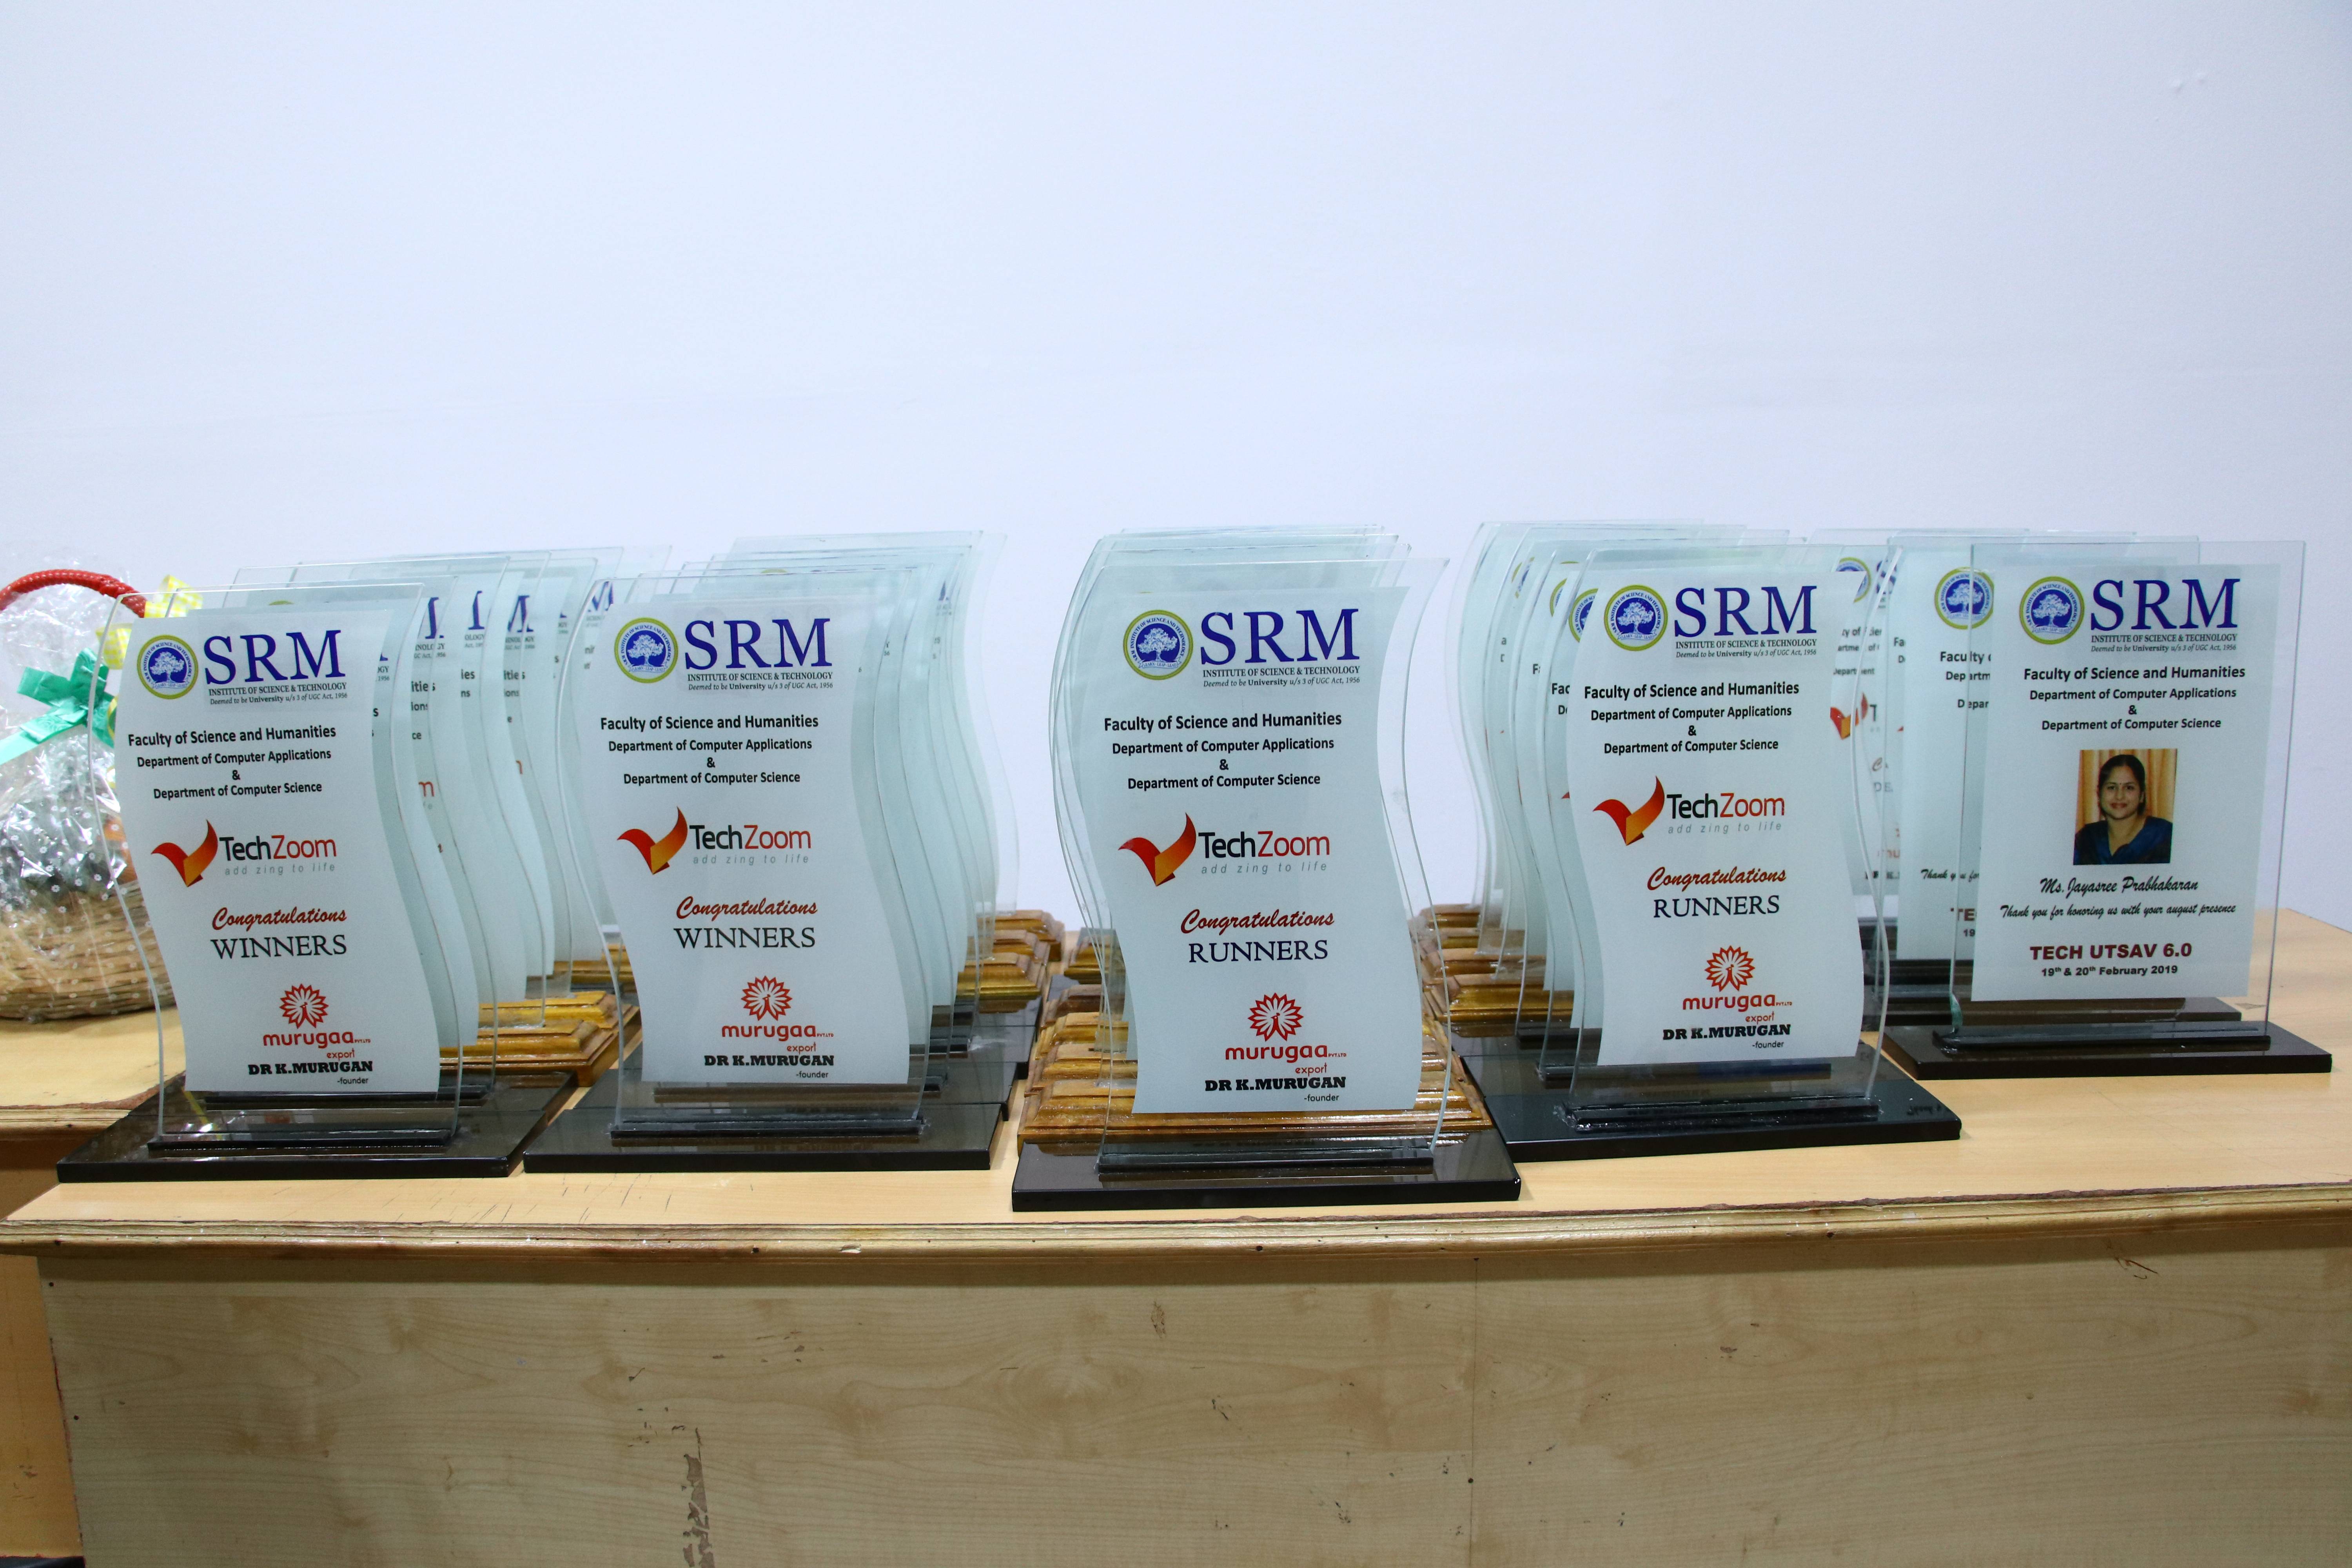 SRM
INSTITUTE OF SCIENCE & TECHNOLOGY
Deemed to be University u/s 3 of UGC Act, 1956
Faculty of Science and Humanities
Department of Computer Applications
&
Department of Computer Science
TechZoom
add zing to life
Congratulations
WINNERS
murugaa PVT.LTD
export
DR K.MURUGAN
-founder
SRM
INSTITUTE OF SCIENCE & TECHNOLOGY
Deemed to be University u/s 3 of UGC Act, 1956
Faculty of Science and Humanities
Department of Computer Applications
&
Department of Computer Science
TechZoom
add zing to life
Congratulations
WINNERS
murugaa PVT.LTD
export
DR K.MURUGAN
-founder
SRM
INSTITUTE OF SCIENCE & TECHNOLOGY
Deemed to be University u/s 3 of UGC Act, 1956
Faculty of Science and Humanities
Department of Computer Applications
&
Department of Computer Science
TechZoom
add zing to life
Congratulations
RUNNERS
murugaa PVT.LTD
export
DR K.MURUGAN
-founder
SRM
INSTITUTE OF SCIENCE & TECHNOLOGY
Deemed to be University u/s 3 of UGC Act, 1956
Faculty of Science and Humanities
Department of Computer Applications
&
Department of Computer Science
TechZoom
add zing to life
Congratulations
RUNNERS
murugaa PVT.LTD
export
DR K.MURUGAN
-founder
SRM
INSTITUTE OF SCIENCE & TECHNOLOGY
Deemed to be University u/s 3 of UGC Act, 1956
Faculty of Science and Humanities
Department of Computer Applications
&
Department of Computer Science
Ms.Jayasree Prabhakaran
Thank you for honoring us with your august presence
TECH UTSAV 6.0
19th & 20th February 2019